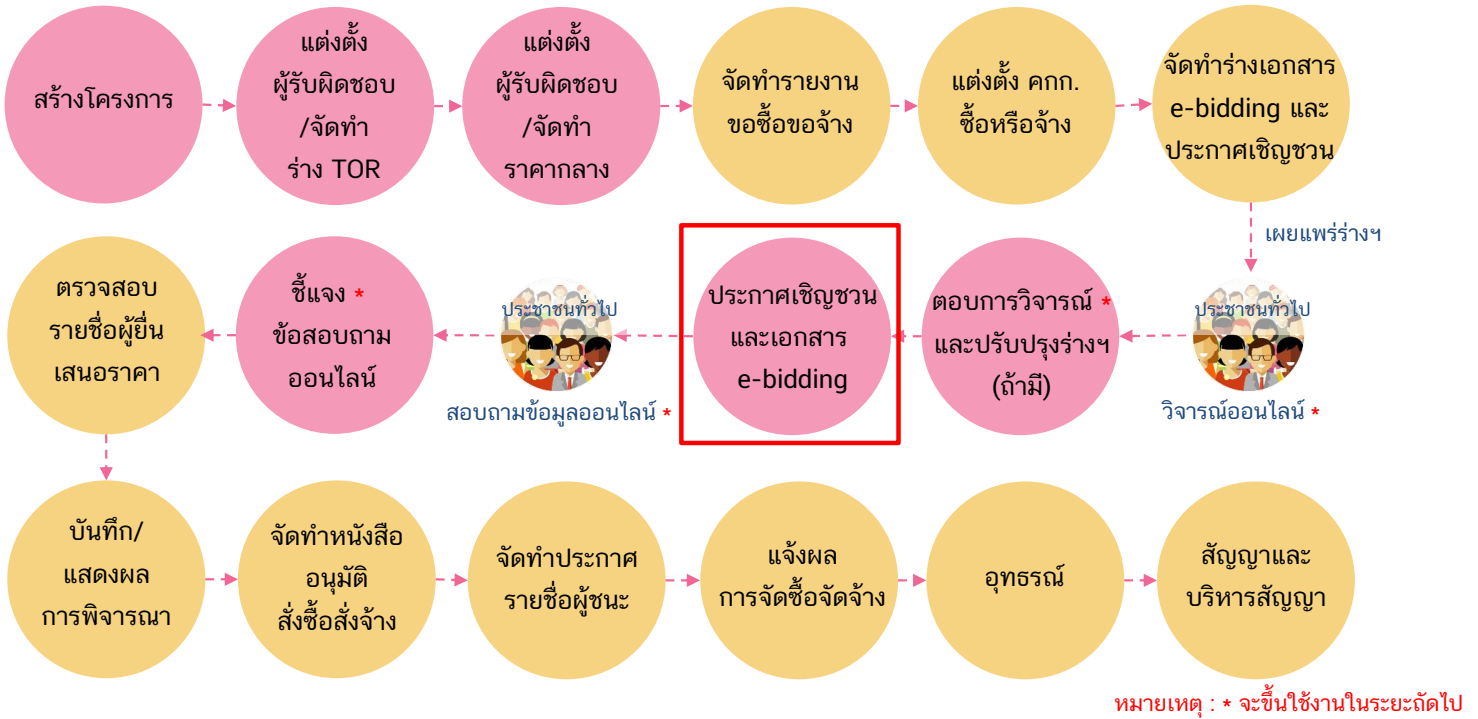 สร้างโครงการ
แต่งตั้ง
ผู้รับผิดชอบ
/จัดทำ
ร่าง TOR
แต่งตั้ง
ผู้รับผิดชอบ
/จัดทำ
ราคากลาง
จัดทำรายงาน
ขอซื้อขอจ้าง
แต่งตั้ง คกก.
ซื้อหรือจ้าง
จัดทำร่างเอกสาร
e-bidding และ
ประกาศเชิญชวน
เผยแพร่ร่างฯ
ประชาชนทั่วไป
วิจารณ์ออนไลน์ *
ตอบการวิจารณ์ *
และปรับปรุงร่างฯ
(ถ้ามี)
ประกาศเชิญชวน
และเอกสาร
e-bidding
ประชาชนทั่วไป
สอบถามข้อมูลออนไลน์ *
ชี้แจง *
ข้อสอบถาม
ออนไลน์
ตรวจสอบ
รายชื่อผู้ยื่น
เสนอราคา
บันทึก/
แสดงผล
การพิจารณา
จัดทำหนังสือ
อนุมัติ
สั่งซื้อสั่งจ้าง
จัดทำประกาศ
รายชื่อผู้ชนะ
แจ้งผล
การจัดซื้อจัดจ้าง
อุทธรณ์
สัญญาและ
บริหารสัญญา
หมายเหตุ : * จะขึ้นใช้งานในระยะถัดไป